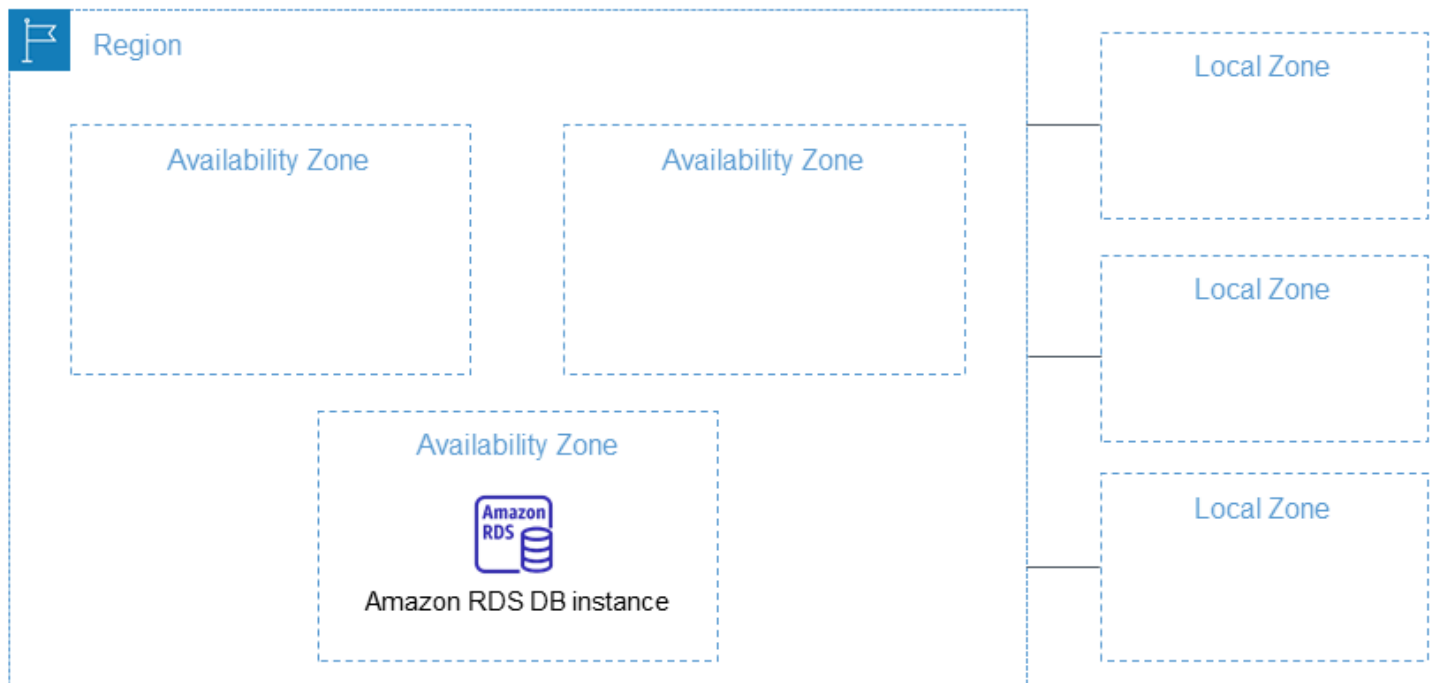 Region
Local Zone
Availability Zone
Availability Zone
Local Zone
Availability Zone
Local Zone
Amazon
RDS
Amazon RDS DB instance